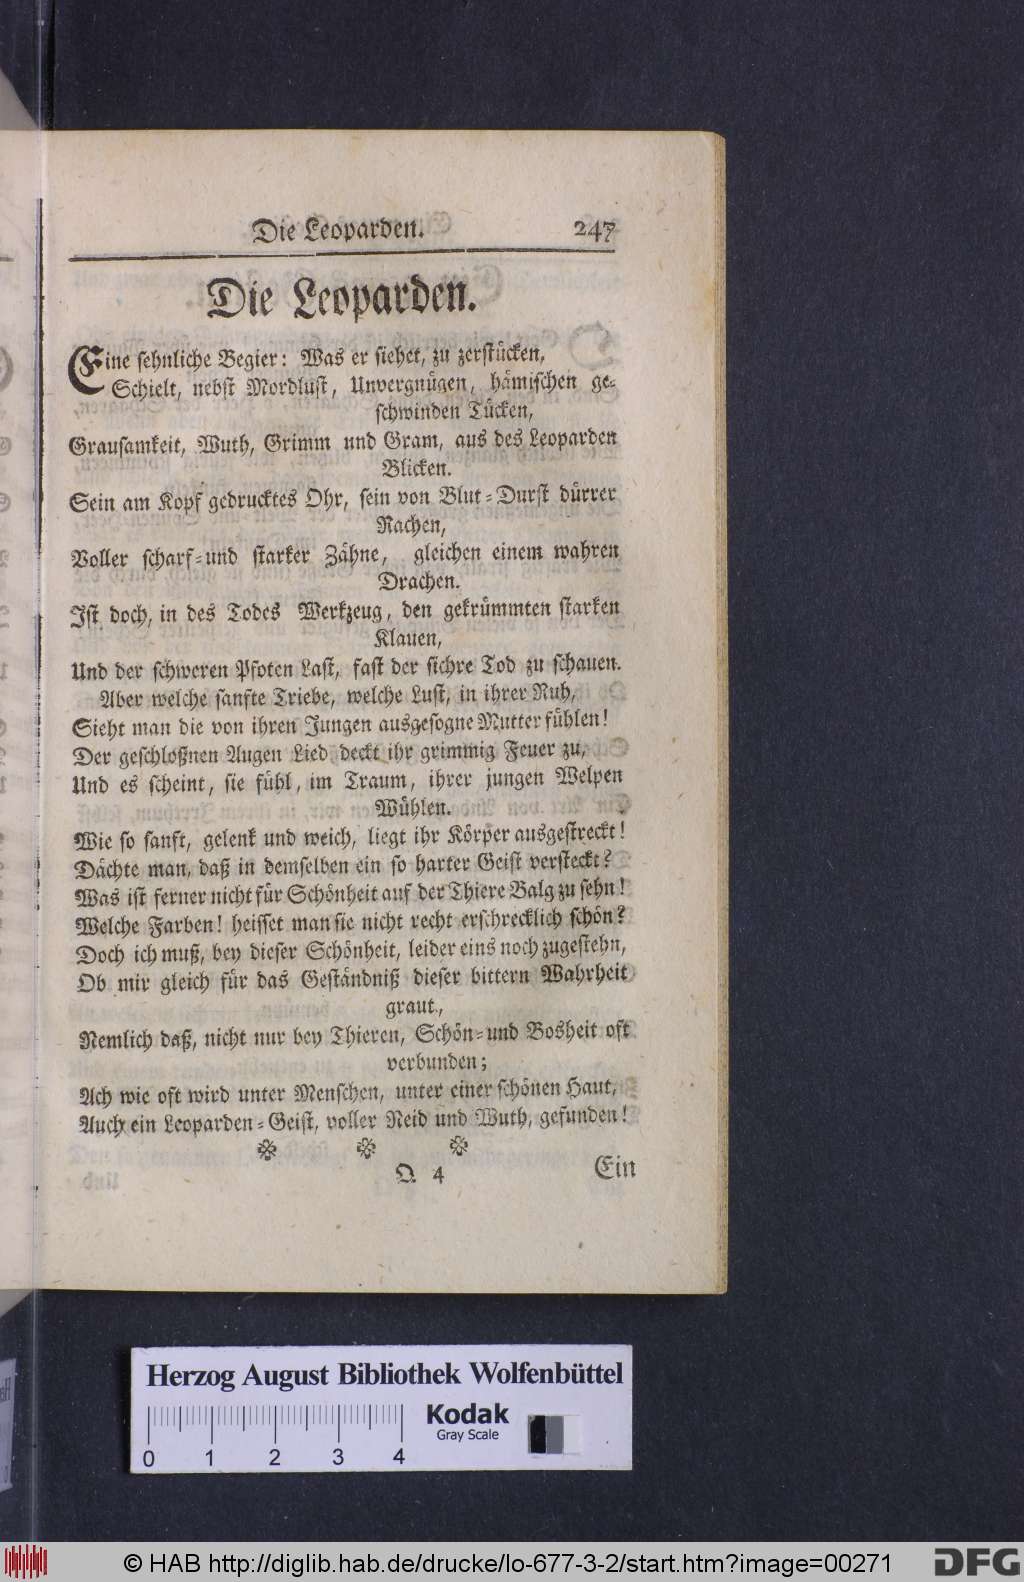 Die Leoparden. 247
Die Leoparden.
Eine sehnliche Begier: Was er siehet, zu zerstücken,
Schielt, nebst Mordlust, Unvergnügen, hämischen ge-
schwinden Tücken,
Grausamkeit, Wuth, Grimm und Gram, aus des Leoparden
Blicken.
Sein am Kopf gedrucktes Ohr, sein von Blut-Durst dürrer
Rachen,
Voller scharf-und starker Zähne, gleichen einem wahren
Drachen.
Ist doch, in des Todes Werkzeug, den gekrümmten starken
Klauen,
Und der schweren Pfoten Last, fast der sichre Tod zu schauen.
Aber welche sanfte Triebe, welche Lust, in ihrer Ruh,
Sieht man die von ihren Jungen ausgesogne Mutter fühlen!
Der geschloßnen Augen Lied deckt ihr grimmig Feuer zu,
Und es scheint, sie fühl, im Traum, ihrer jungen Welpen
Wühlen.
Wie so sanft, gelenk und weich, liegt ihr Körper ausgestreckt!
Dächte man, daß in demselben ein so harter Geist versteckt?
Was ist ferner nicht für Schönheit auf der Thiere Balg zu sehn!
Welche Farben! heisset man sie nicht recht erschrecklich schön?
Doch ich muß, bey dieser Schönheit, leider eins noch zugestehn,
Ob mir gleich für das Geständniß dieser bittern Wahrheit
graut,
Nemlich daß, nicht nur bey Thieren, Schön-und Bosheit oft
verbunden;
Ach wie oft wird unter Menschen, unter einer schönen Haut,
Auch ein Leoparden-Geist, voller Neid und Wuth, gefunden!
Q 4 Ein
Herzog August Bibliothek Wolfenbüttel
Kodak
Gray Scale
0 1 2 3 4
© HAB http://diglib.hab.de/drucke/lo-677-3-2/start.htm?image=00271 DFG